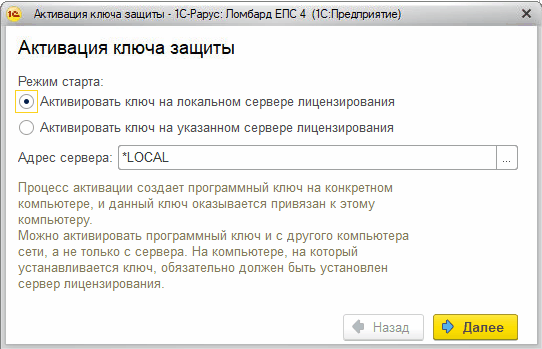 1С Активация ключа защиты - 1С-Рарус: Ломбард ЕПС 4 (1С:Предприятие)
Активация ключа защиты
Режим старта:
Активировать ключ на локальном сервере лицензирования
Активировать ключ на указанном сервере лицензирования
Адрес сервера: *LOCAL ...
Процесс активации создает программный ключ на конкретном
компьютере, и данный ключ оказывается привязан к этому
компьютеру.
Можно активировать программный ключ и с другого компьютера
сети, а не только с сервера. На компьютере, на который
устанавливается ключ, обязательно должен быть установлен
сервер лицензирования.
Назад Далее